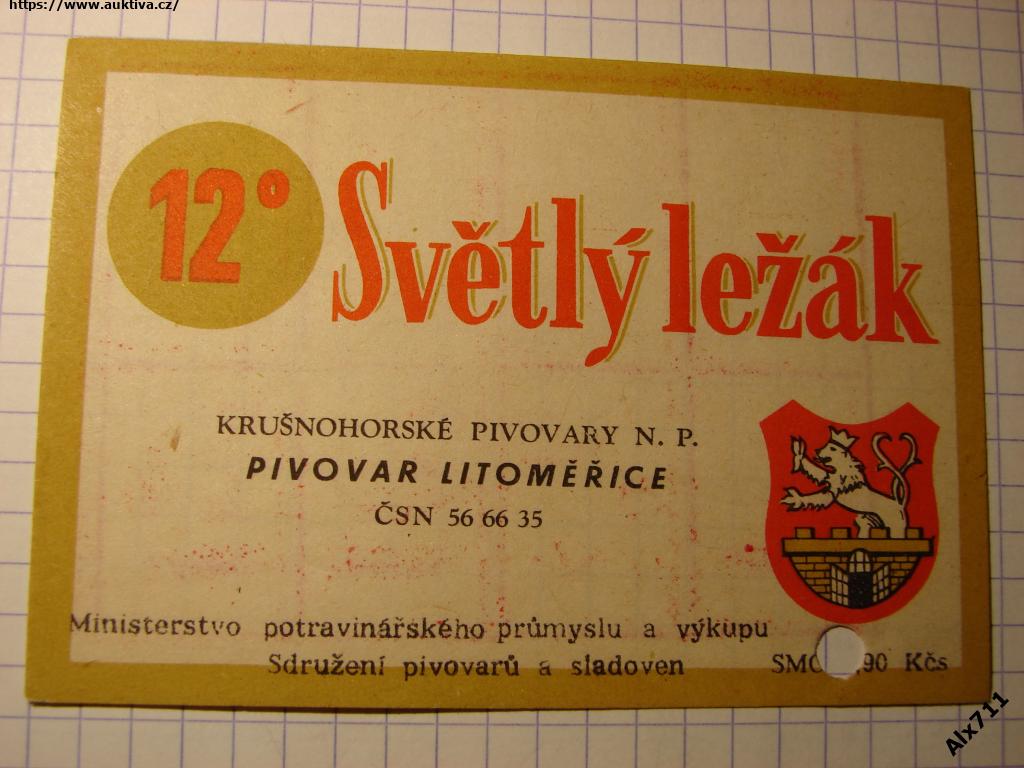 https://www.auktiva.cz/
12° Světlý ležák
KRUŠNOHORSKÉ PIVOVARY N. P.
PIVOVAR LITOMĚŘICE
ČSN 56 66 35
Ministerstvo potravinářského průmyslu a výkupu
Sdružení pivovarů a sladoven Kčs
Alx711